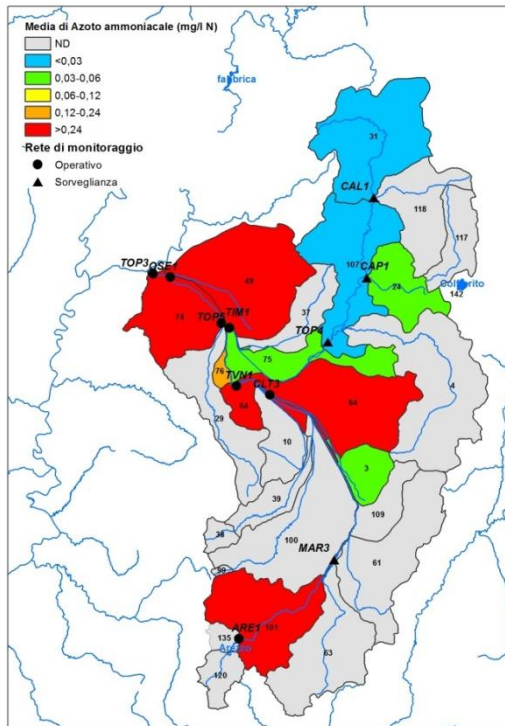 Media di Azoto ammoniacale (mg/l N)
ND
<0,03
0,03-0,06
0,06-0,12
0,12-0,24
>0,24
Rete di monitoraggio
Operativo
Sorveglianza
fabbrica
31
CAL1
118
117
107
CAP1
24
142
TOP3
OSE1
49
74
37
TOP5
TIM1
TOP4
75
76
TVN1
CLT3
64
4
29
10
3
39
109
38
100
MAR3
61
99
101
ARE1
135
120
63